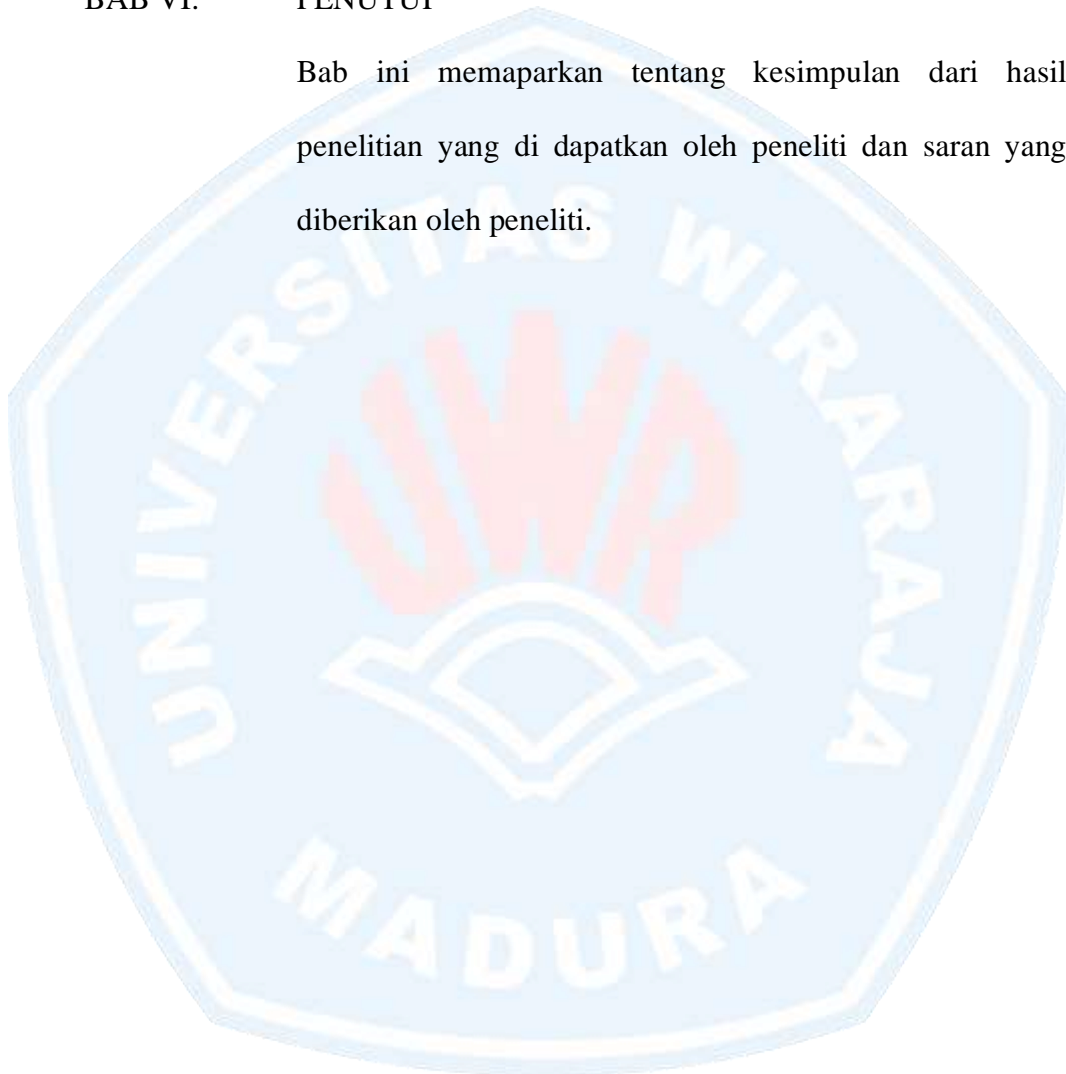 BAB VI. PENUTUP
Bab ini memaparkan tentang kesimpulan dari hasil
penelitian yang di dapatkan oleh peneliti dan saran yang
diberikan oleh peneliti.
UNIVERSITAS WIRARAJA
UWR
MADURA